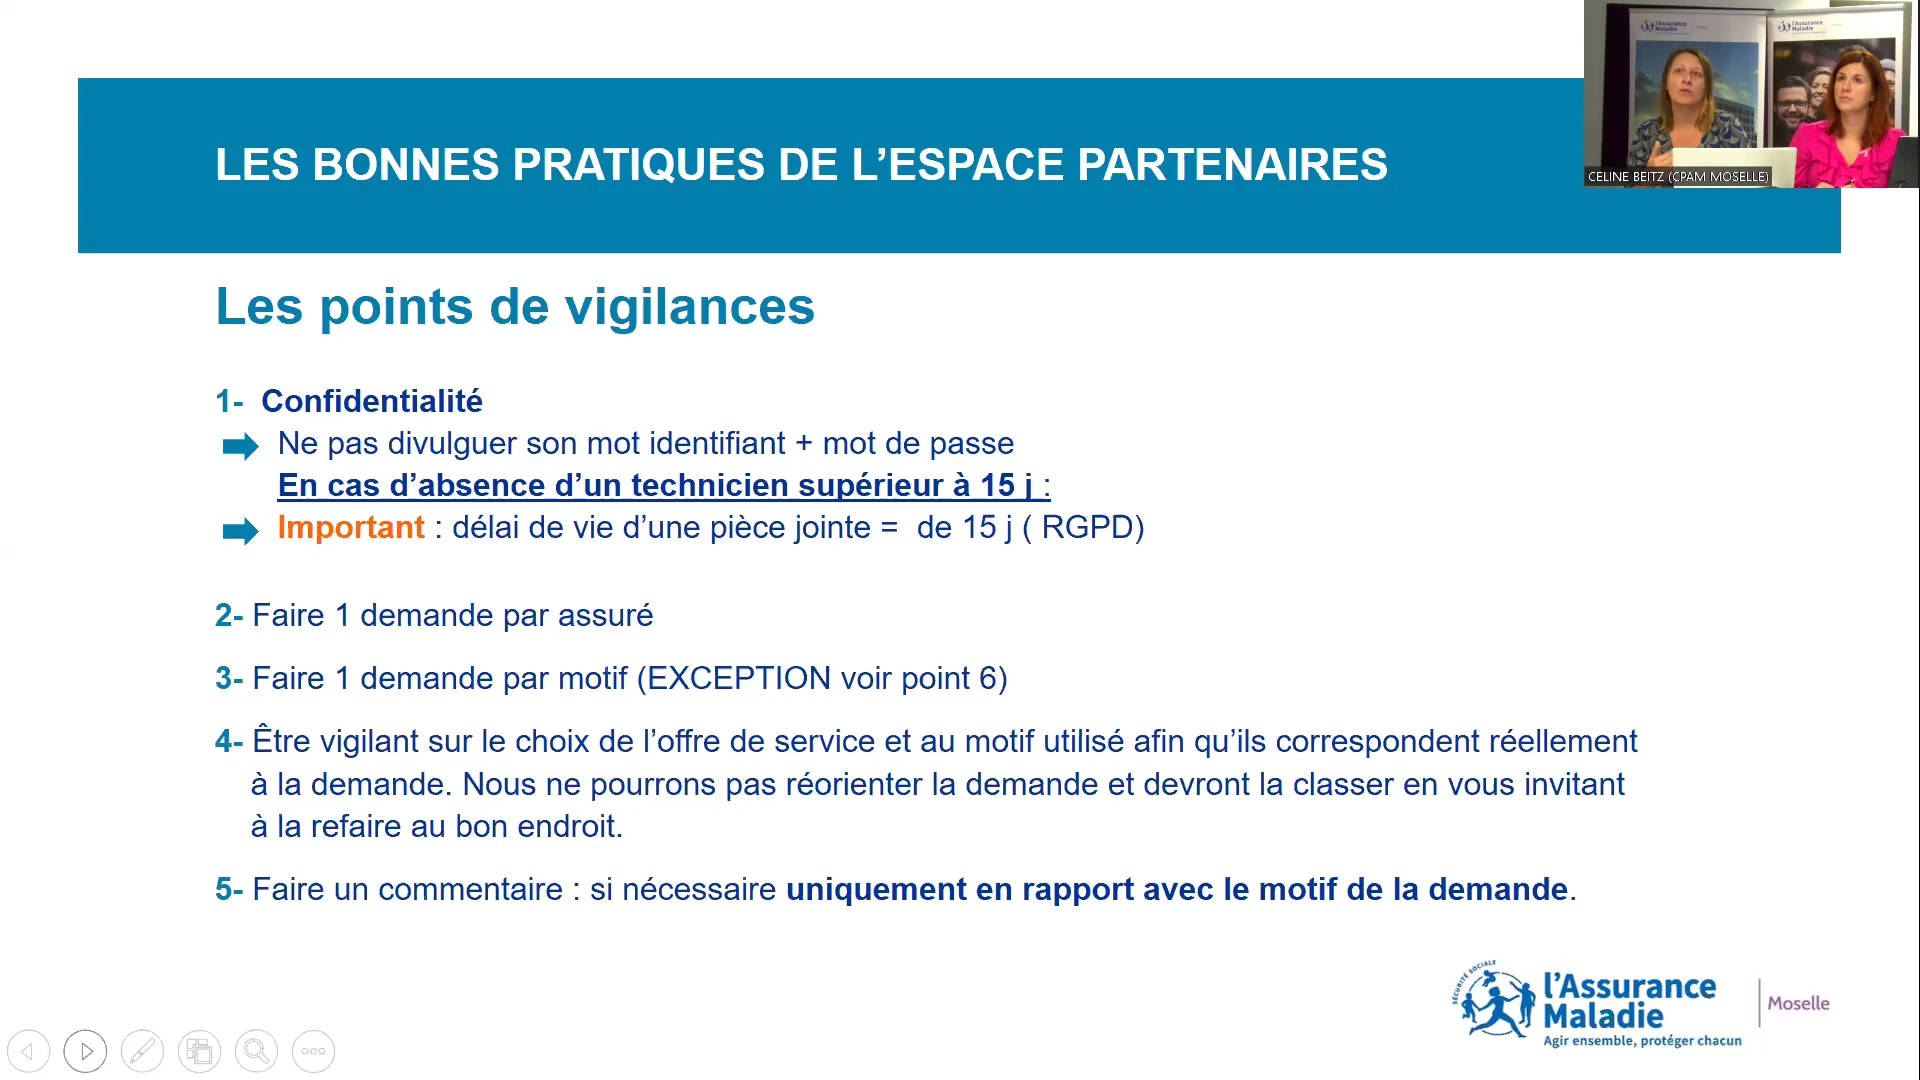 l'Assurance
Maladie
l'Assurance
Maladie
CELINE BEITZ (CPAM MOSELLE)
LES BONNES PRATIQUES DE L’ESPACE PARTENAIRES
Les points de vigilances
1- Confidentialité
Ne pas divulguer son mot identifiant + mot de passe
En cas d’absence d’un technicien supérieur à 15 j :
Important : délai de vie d’une pièce jointe = de 15 j ( RGPD)
2- Faire 1 demande par assuré
3- Faire 1 demande par motif (EXCEPTION voir point 6)
4- Être vigilant sur le choix de l’offre de service et au motif utilisé afin qu’ils correspondent réellement
à la demande. Nous ne pourrons pas réorienter la demande et devront la classer en vous invitant
à la refaire au bon endroit.
5- Faire un commentaire : si nécessaire uniquement en rapport avec le motif de la demande.
SÉCURITÉ SOCIALE
l'Assurance
Maladie
Agir ensemble, protéger chacun
Moselle